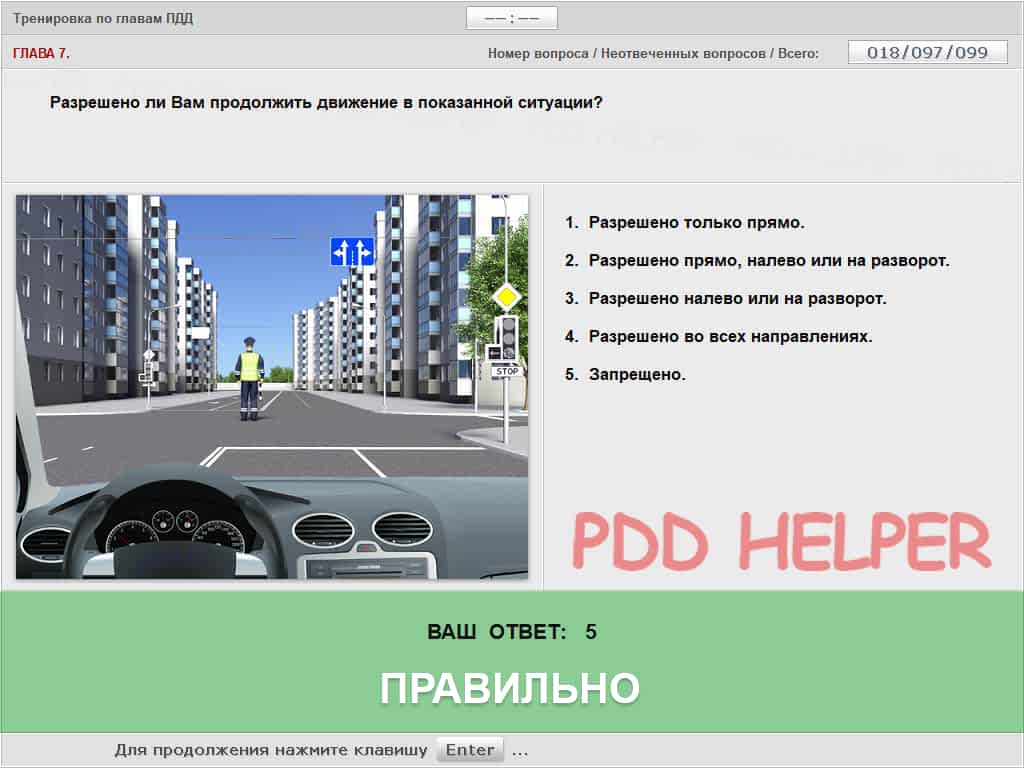 Тренировка по главам ПДД
——:——
ГЛАВА 7.
Номер вопроса / Неотвеченных вопросов / Всего:
018/097/099
Разрешено ли Вам продолжить движение в показанной ситуации?
1. Разрешено только прямо.
2. Разрешено прямо, налево или на разворот.
3. Разрешено налево или на разворот.
4. Разрешено во всех направлениях.
5. Запрещено.
STOP
PDD HELPER
ВАШ ОТВЕТ: 5
ПРАВИЛЬНО
Для продолжения нажмите клавишу Enter ...